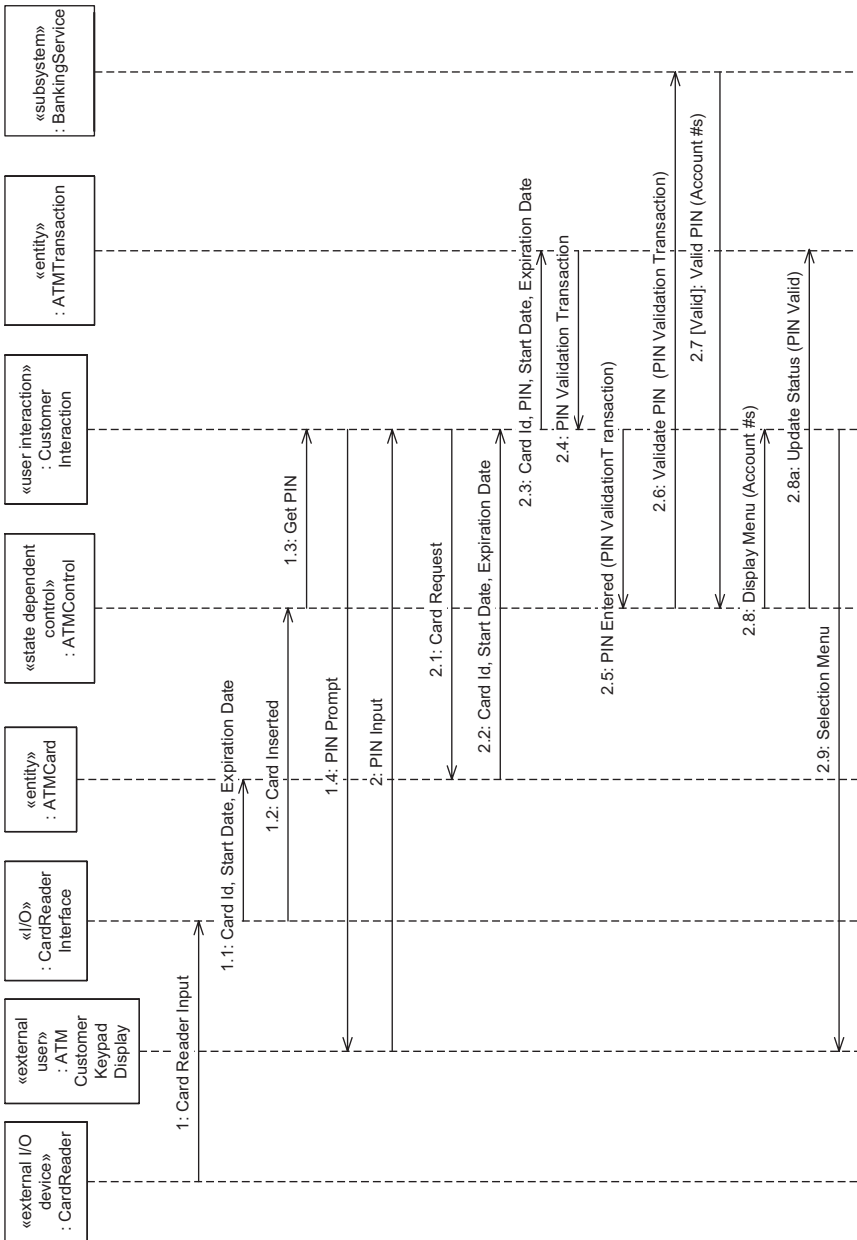 «external I/O
device»
: CardReader
«external
user»
: ATM
Customer
Keypad
Display
«I/O»
: CardReader
Interface
«entity»
: ATMCard
«state dependent
control»
: ATMControl
«user interaction»
: Customer
Interaction
«entity»
: ATMTransaction
«subsystem»
: BankingService
1: Card Reader Input
1.1: Card Id, Start Date, Expiration Date
1.2: Card Inserted
1.3: Get PIN
1.4: PIN Prompt
2: PIN Input
2.1: Card Request
2.2: Card Id, Start Date, Expiration Date
2.3: Card Id, PIN, Start Date, Expiration Date
2.4: PIN Validation Transaction
2.5: PIN Entered (PIN ValidationT ransaction)
2.6: Validate PIN (PIN Validation Transaction)
2.7 [Valid]: Valid PIN (Account #s)
2.8: Display Menu (Account #s)
2.8a: Update Status (PIN Valid)
2.9: Selection Menu